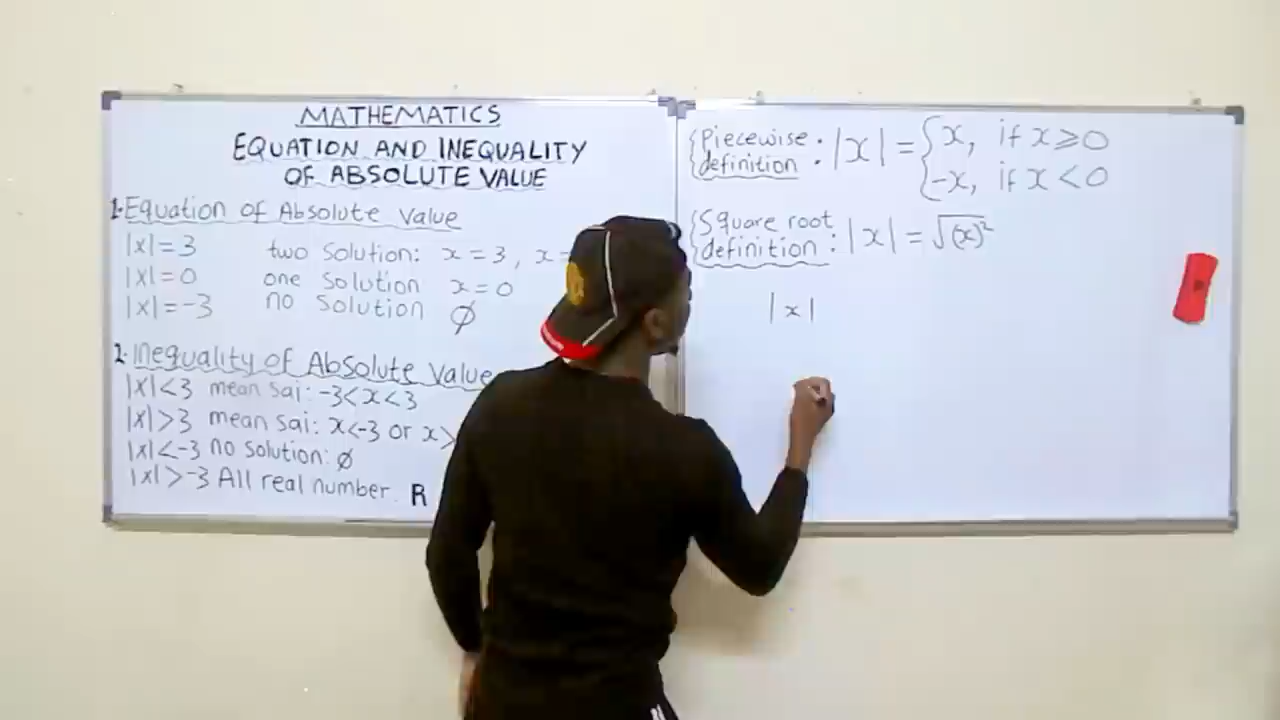 MATHEMATICS
EQUATION AND INEQUALITY
OF ABSOLUTE VALUE
1. Equation of Absolute Value
|x|=3 two solution: x=3, x=
|x|=0 one solution x=0
|x|=-3 no solution ∅
2. Inequality of Absolute Value
|x|<3 mean sai: -3<x<3
|x|>3 mean sai: x<-3 or x>
|x|<-3 no solution: ∅
|x|>-3 All real number. R
Piecewise definition: |x| = { x, if x⩾0
-x, if x<0
Square root
definition: |x| = √(x)²
|x|